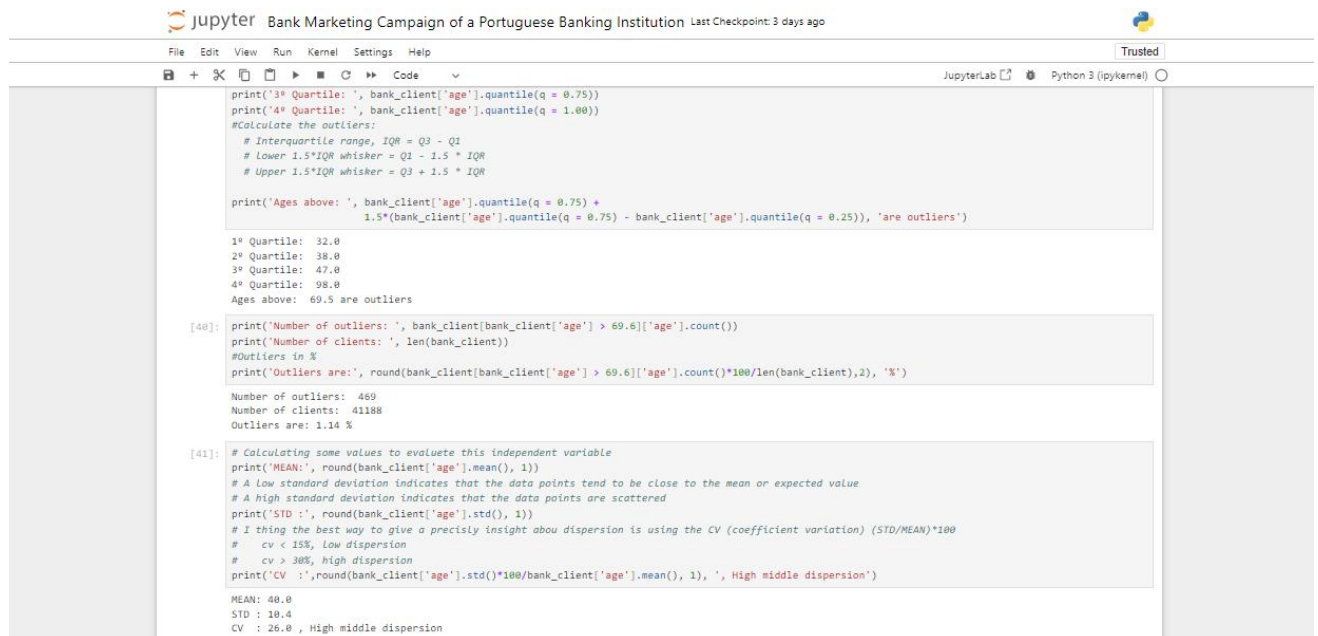 jupyter Bank Marketing Campaign of a Portuguese Banking Institution Last Checkpoint: 3 days ago
File Edit View Run Kernel Settings Help Trusted
Code JupyterLab Python 3 (ipykernel)
print('3º Quartile: ', bank_client['age'].quantile(q = 0.75))
print('4º Quartile: ', bank_client['age'].quantile(q = 1.00))
#Calculate the outliers:
# Interquartile range, IQR = Q3 - Q1
# lower 1.5*IQR whisker = Q1 - 1.5 * IQR
# Upper 1.5*IQR whisker = Q3 + 1.5 * IQR
print('Ages above: ', bank_client['age'].quantile(q = 0.75) +
1.5*(bank_client['age'].quantile(q = 0.75) - bank_client['age'].quantile(q = 0.25)), 'are outliers')
1º Quartile: 32.0
2º Quartile: 38.0
3º Quartile: 47.0
4º Quartile: 98.0
Ages above: 69.5 are outliers
[40]: print('Number of outliers: ', bank_client[bank_client['age'] > 69.6]['age'].count())
print('Number of clients: ', len(bank_client))
#Outliers in %
print('Outliers are:', round(bank_client[bank_client['age'] > 69.6]['age'].count()*100/len(bank_client),2), '%')
Number of outliers: 469
Number of clients: 41188
Outliers are: 1.14 %
[41]: # Calculating some values to evaluete this independent variable
print('MEAN:', round(bank_client['age'].mean(), 1))
# A low standard deviation indicates that the data points tend to be close to the mean or expected value
# A high standard deviation indicates that the data points are scattered
print('STD :', round(bank_client['age'].std(), 1))
# I thing the best way to give a precisly insight abou dispersion is using the CV (coefficient variation) (STD/MEAN)*100
# cv < 15%, low dispersion
# cv > 30%, high dispersion
print('CV :',round(bank_client['age'].std()*100/bank_client['age'].mean(), 1), ', High middle dispersion')
MEAN: 40.0
STD : 10.4
CV : 26.0 , High middle dispersion